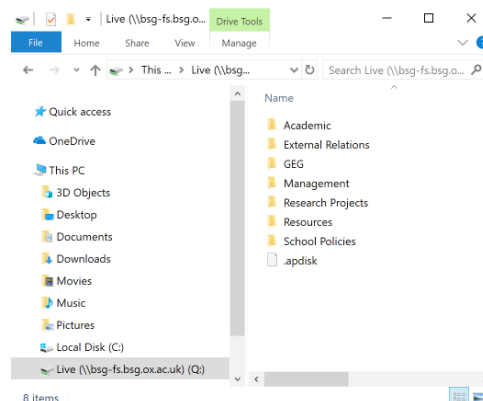 Live (\\bsg-fs.bsg.o... Drive Tools
File Home Share View Manage
This ... Live (\\bsg... Search Live (\\bsg-fs.bsg.o...
Name
Quick access
OneDrive
This PC
3D Objects
Desktop
Documents
Downloads
Movies
Music
Pictures
Local Disk (C:)
Live (\\bsg-fs.bsg.ox.ac.uk) (Q:)
Academic
External Relations
GEG
Management
Research Projects
Resources
School Policies
.apdisk
8 items